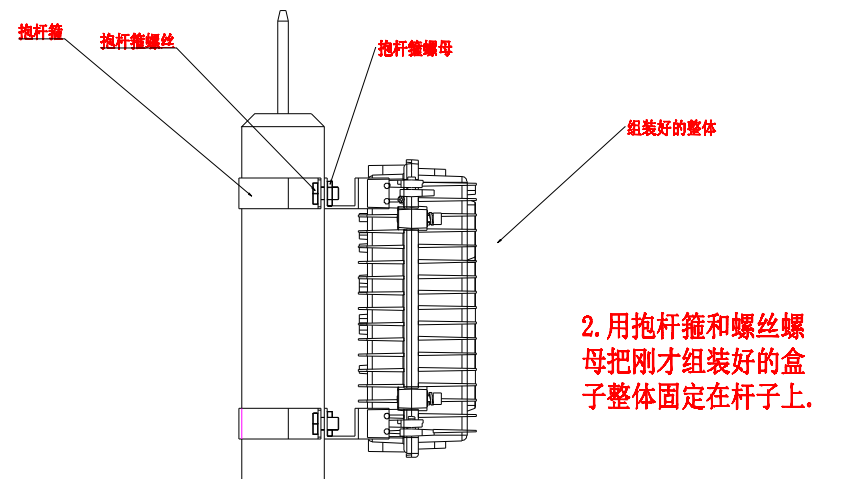 抱杆箍
抱杆箍螺丝
抱杆箍螺母
组装好的整体
2.用抱杆箍和螺丝螺
母把刚才组装好的盒
子整体固定在杆子上.